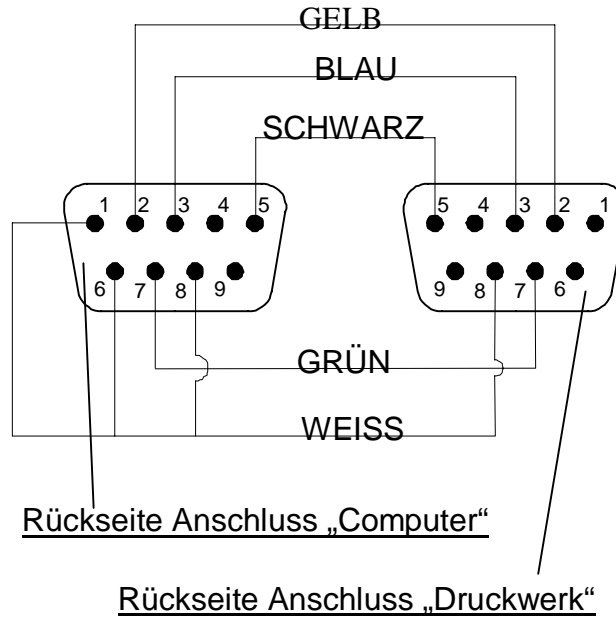 GELB
BLAU
SCHWARZ
1 2 3 4 5
5 4 3 2 1
6 7 8 9
9 8 7 6
GRÜN
WEISS
Rückseite Anschluss „Computer“
Rückseite Anschluss „Druckwerk“